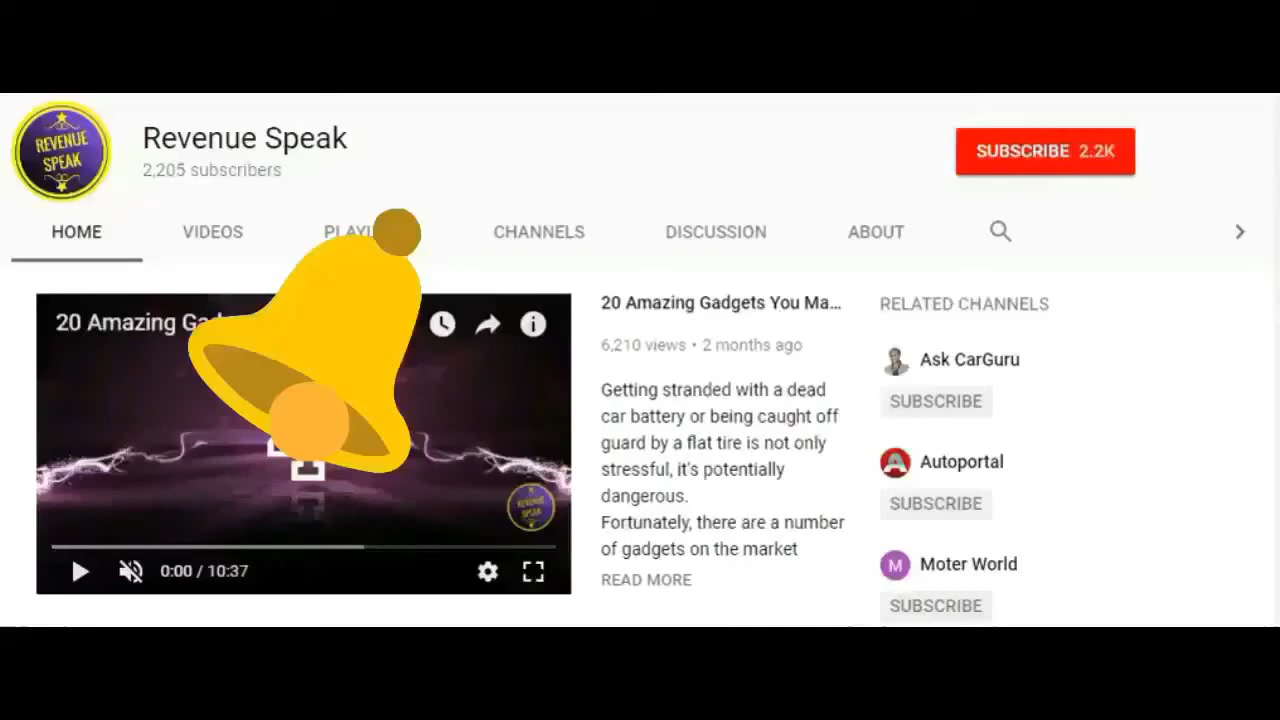 REVENUE
SPEAK
Revenue Speak
2,205 subscribers
SUBSCRIBE 2.2K
HOME
VIDEOS
CHANNELS
DISCUSSION
ABOUT
20 Amazing
20 Amazing Gadgets You Ma...
6,210 views • 2 months ago
Getting stranded with a dead
car battery or being caught off
guard by a flat tire is not only
stressful, it's potentially
dangerous.
Fortunately, there are a number
of gadgets on the market
READ MORE
REVENUE
SPEAK
0:00 / 10:37
RELATED CHANNELS
Ask CarGuru
SUBSCRIBE
A
Autoportal
SUBSCRIBE
M
Moter World
SUBSCRIBE